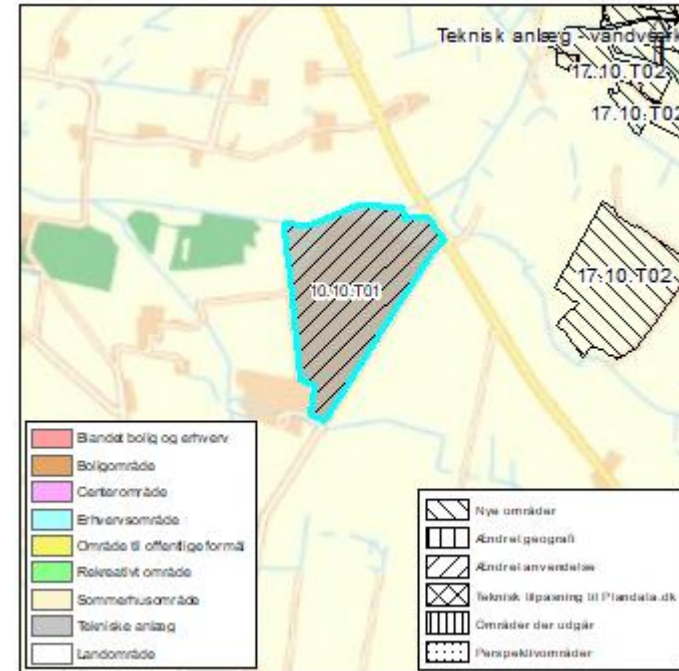 Teknisk anlæg - vandværk
17.10.T02
17.10.T02
17.10.T02
10.10.T01
Blandet bolig og erhverv
Boligområde
Centerområde
Erhvervsområde
Område til offentlige formål
Rekreativt område
Sommerhusområde
Tekniske anlæg
Landområde
Nye områder
Ændret geografi
Ændret anvendelse
Teknisk tilpasning til Plandata.dk
Områder der udgår
Perspektivområder